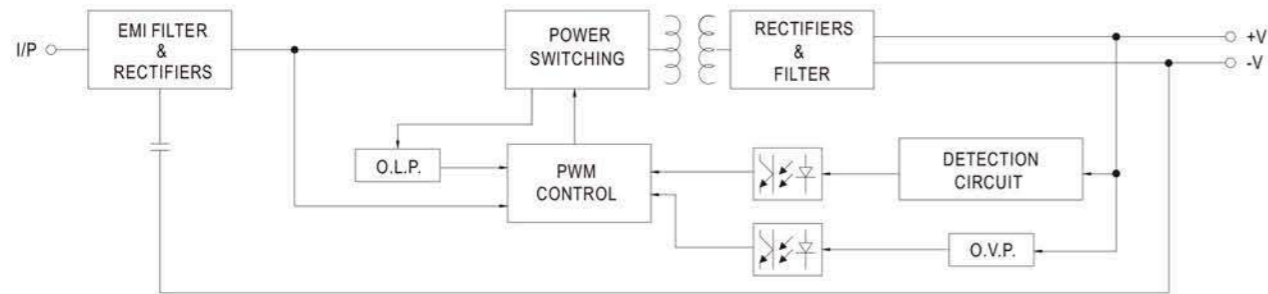 I/P
EMI FILTER
&
RECTIFIERS
POWER
SWITCHING
RECTIFIERS
&
FILTER
+V
-V
O.L.P.
PWM
CONTROL
DETECTION
CIRCUIT
O.V.P.